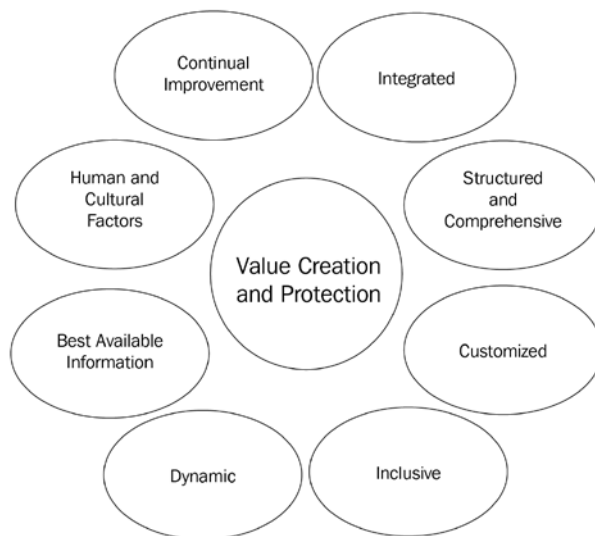 Continual
Improvement
Integrated
Human and
Cultural
Factors
Structured
and
Comprehensive
Value Creation
and Protection
Best Available
Information
Customized
Dynamic
Inclusive